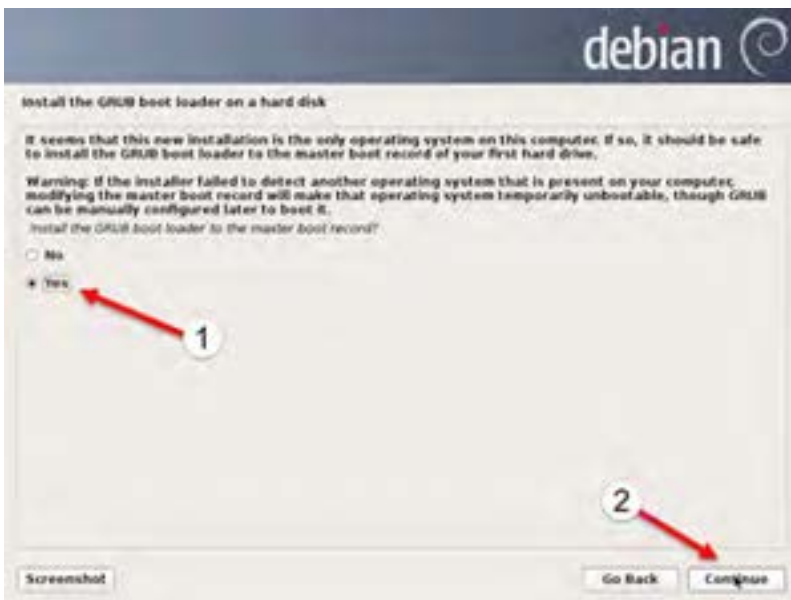 debian
Install the GRUB boot loader on a hard disk
It seems that this new installation is the only operating system on this computer. If so, it should be safe
to install the GRUB boot loader to the master boot record of your first hard drive.
Warning: If the installer failed to detect another operating system that is present on your computer,
modifying the master boot record will make that operating system temporarily unbootable, though GRUB
can be manually configured later to boot it.
Install the GRUB boot loader to the master boot record?
No
Yes
1
2
Screenshot
Go Back
Continue